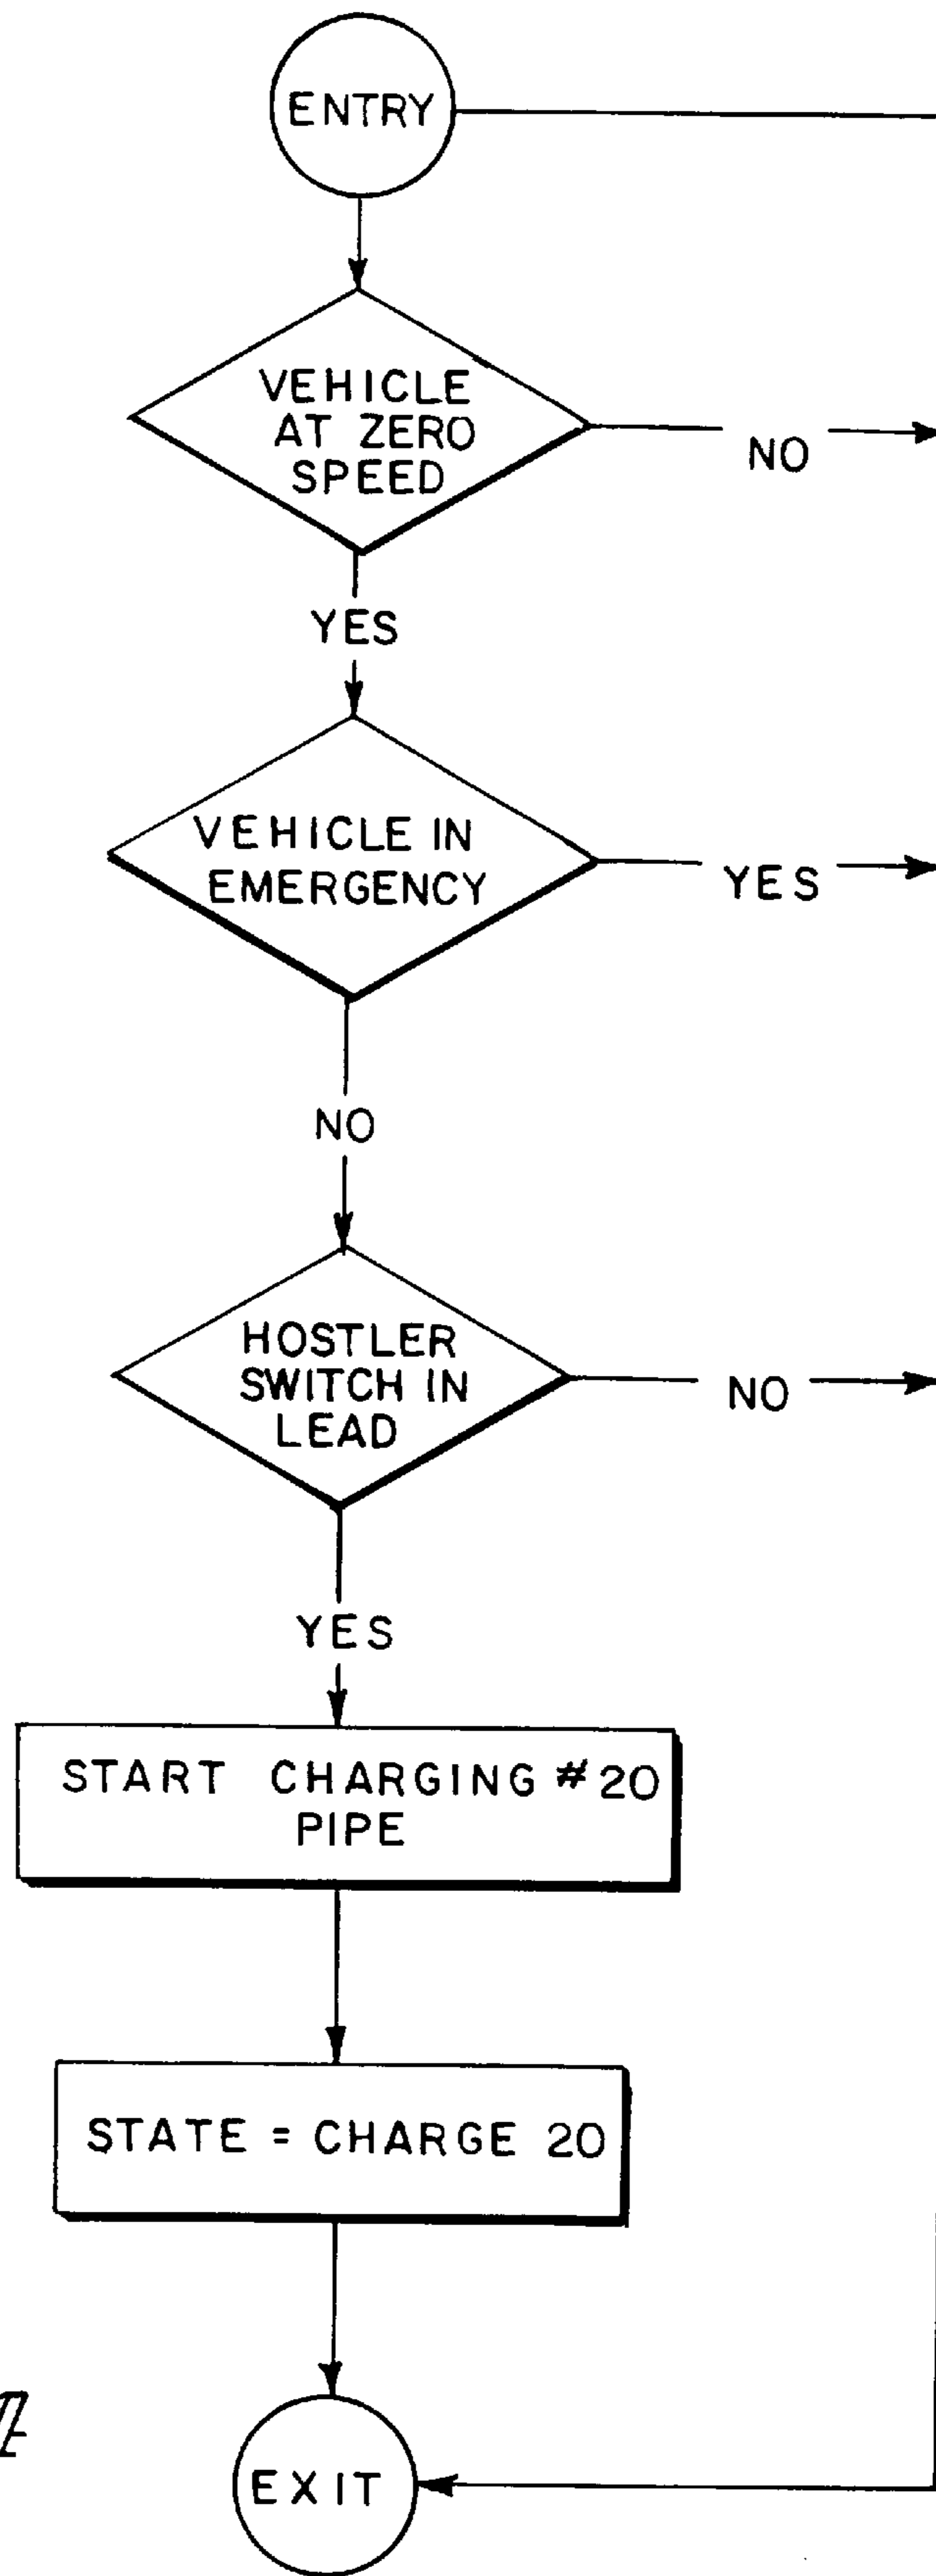 ENTRY
VEHICLE
AT ZERO
SPEED
NO
YES
VEHICLE IN
EMERGENCY
YES
NO
HOSTLER
SWITCH IN
LEAD
NO
YES
START CHARGING #20
PIPE
STATE = CHARGE 20
EXIT